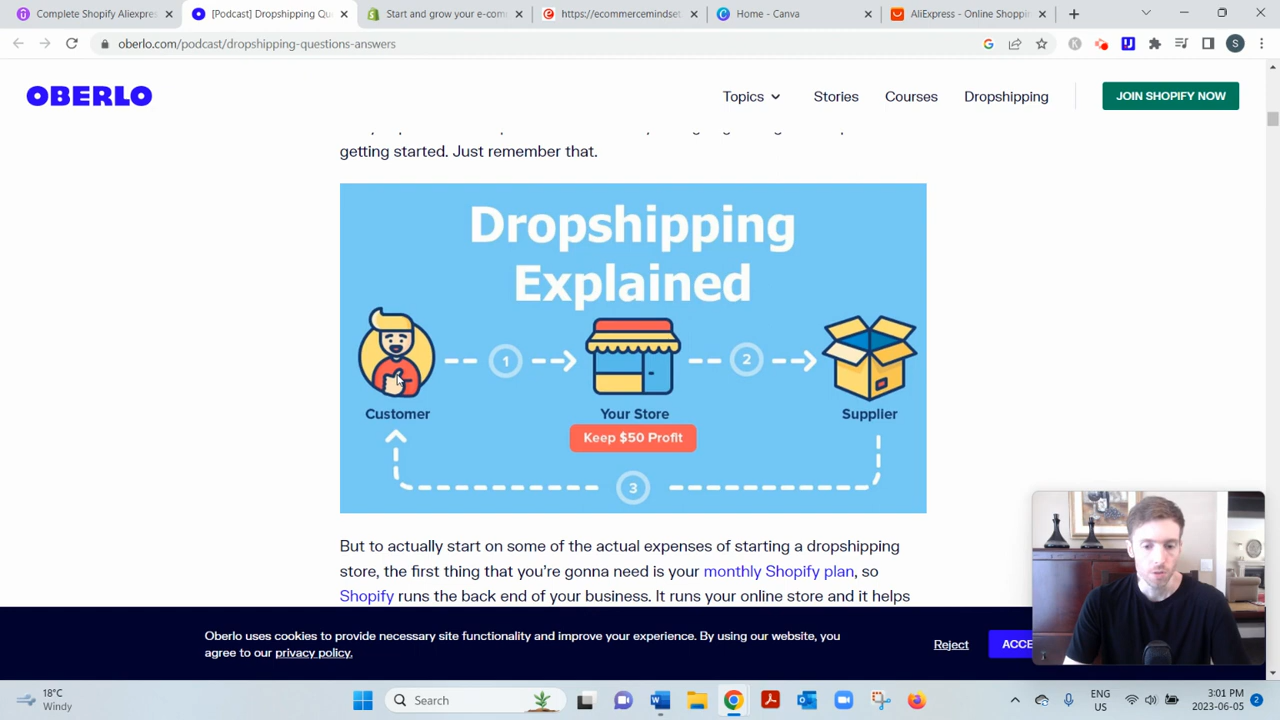 Complete Shopify Aliexpres
[Podcast] Dropshipping Que
Start and grow your e-com
https://ecommercemindset
Home - Canva
AliExpress - Online Shoppin
oberlo.com/podcast/dropshipping-questions-answers
S
OBERLO
Topics
Stories
Courses
Dropshipping
JOIN SHOPIFY NOW
getting started. Just remember that.
Dropshipping
Explained
1
2
Customer
Your Store
Supplier
Keep $50 Profit
3
But to actually start on some of the actual expenses of starting a dropshipping
store, the first thing that you're gonna need is your monthly Shopify plan, so
Shopify runs the back end of your business. It runs your online store and it helps
Oberlo uses cookies to provide necessary site functionality and improve your experience. By using our website, you
agree to our privacy policy.
Reject
ACCE
18°C
Windy
Search
ENG
US
3:01 PM
2023-06-05
2